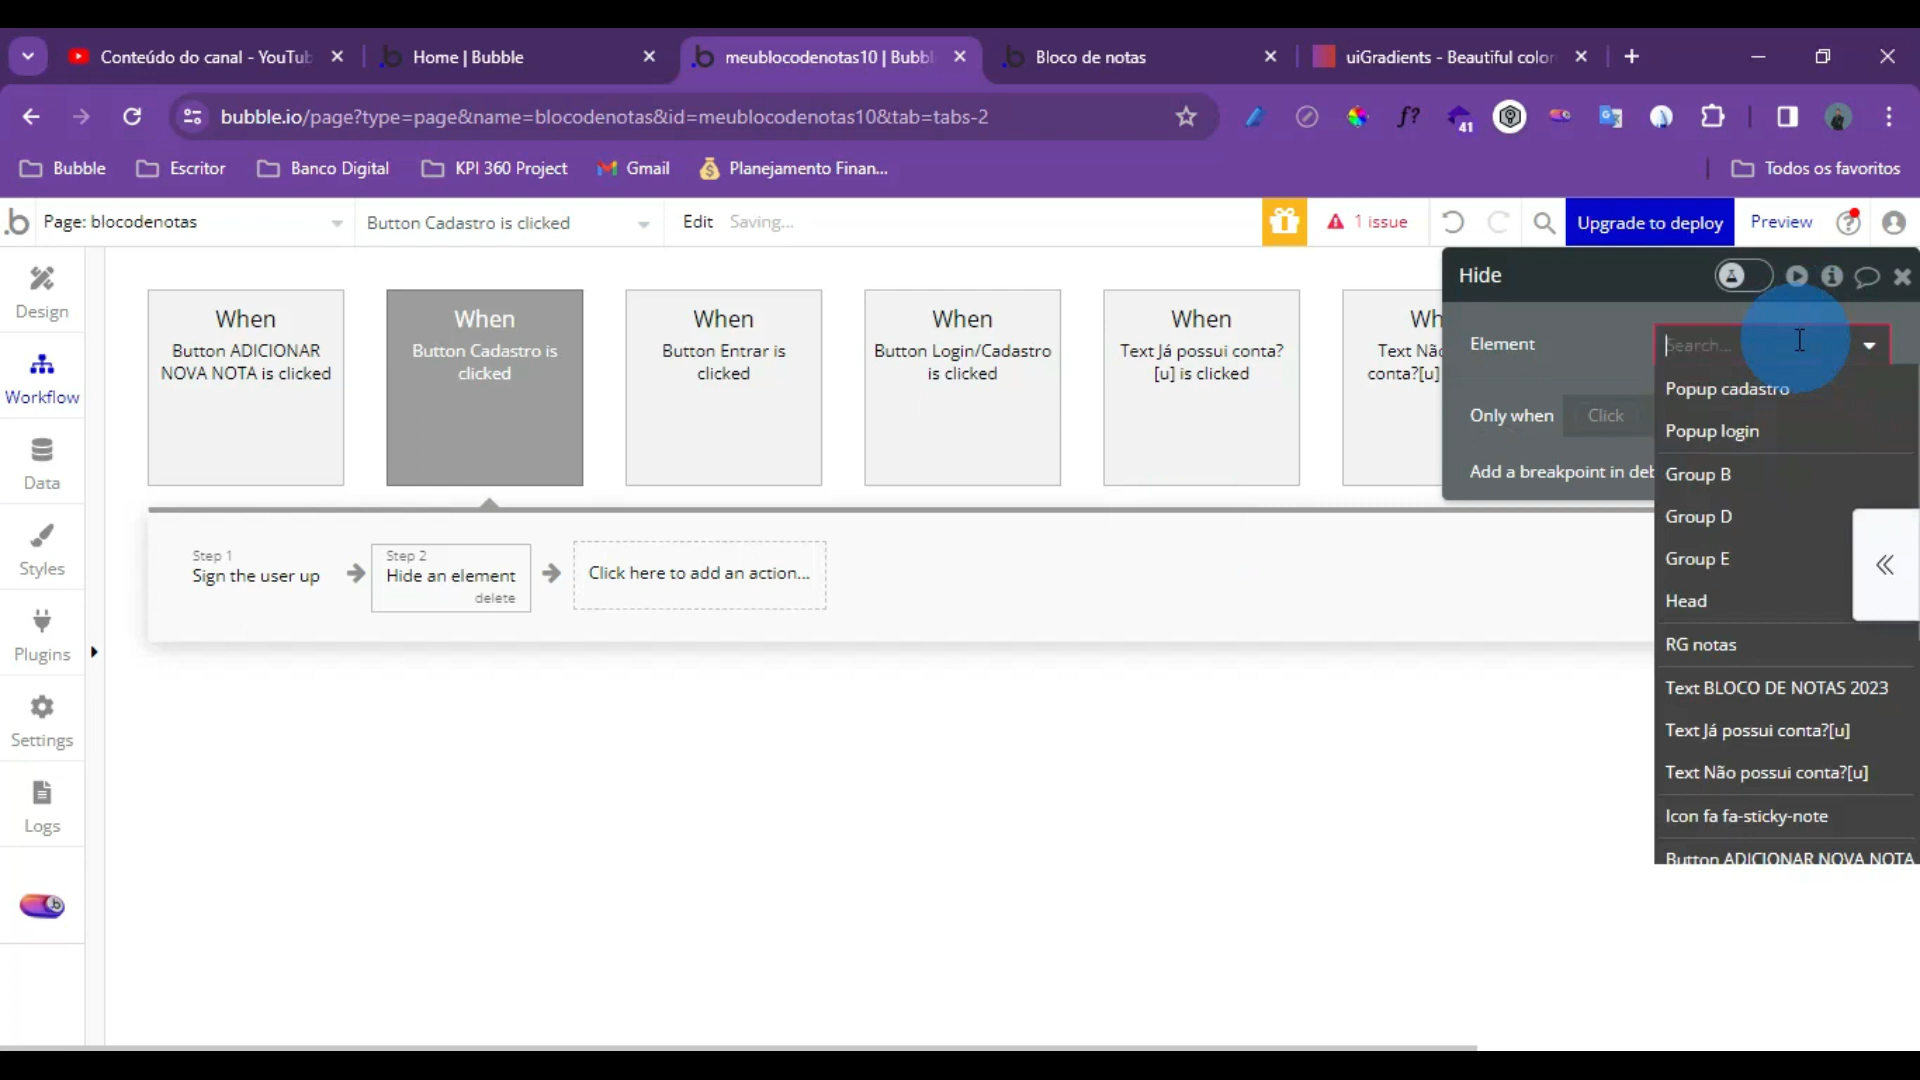 Conteúdo do canal - YouTub
Home | Bubble
meublocodenotas10 | Bubbl
Bloco de notas
uiGradients - Beautiful color
bubble.io/page?type=page&name=blocodenotas&id=meublocodenotas10&tab=tabs-2
f?
41
Bubble
Escritor
Banco Digital
KPI 360 Project
Gmail
Planejamento Finan...
Todos os favoritos
b
Page: blocodenotas
Button Cadastro is clicked
Edit
Saving...
1 issue
Upgrade to deploy
Preview
Design
Workflow
Data
Styles
Plugins
Settings
Logs
When
Button ADICIONAR
NOVA NOTA is clicked
When
Button Cadastro is
clicked
When
Button Entrar is
clicked
When
Button Login/Cadastro
is clicked
When
Text Já possui conta?
[u] is clicked
Wh
Text Não
conta?[u]
Step 1
Sign the user up
Step 2
Hide an element
delete
Click here to add an action...
Hide
Element
Search...
Only when
Click
Add a breakpoint in deb
Popup cadastro
Popup login
Group B
Group D
Group E
Head
RG notas
Text BLOCO DE NOTAS 2023
Text Já possui conta?[u]
Text Não possui conta?[u]
Icon fa fa-sticky-note
Button ADICIONAR NOVA NOTA